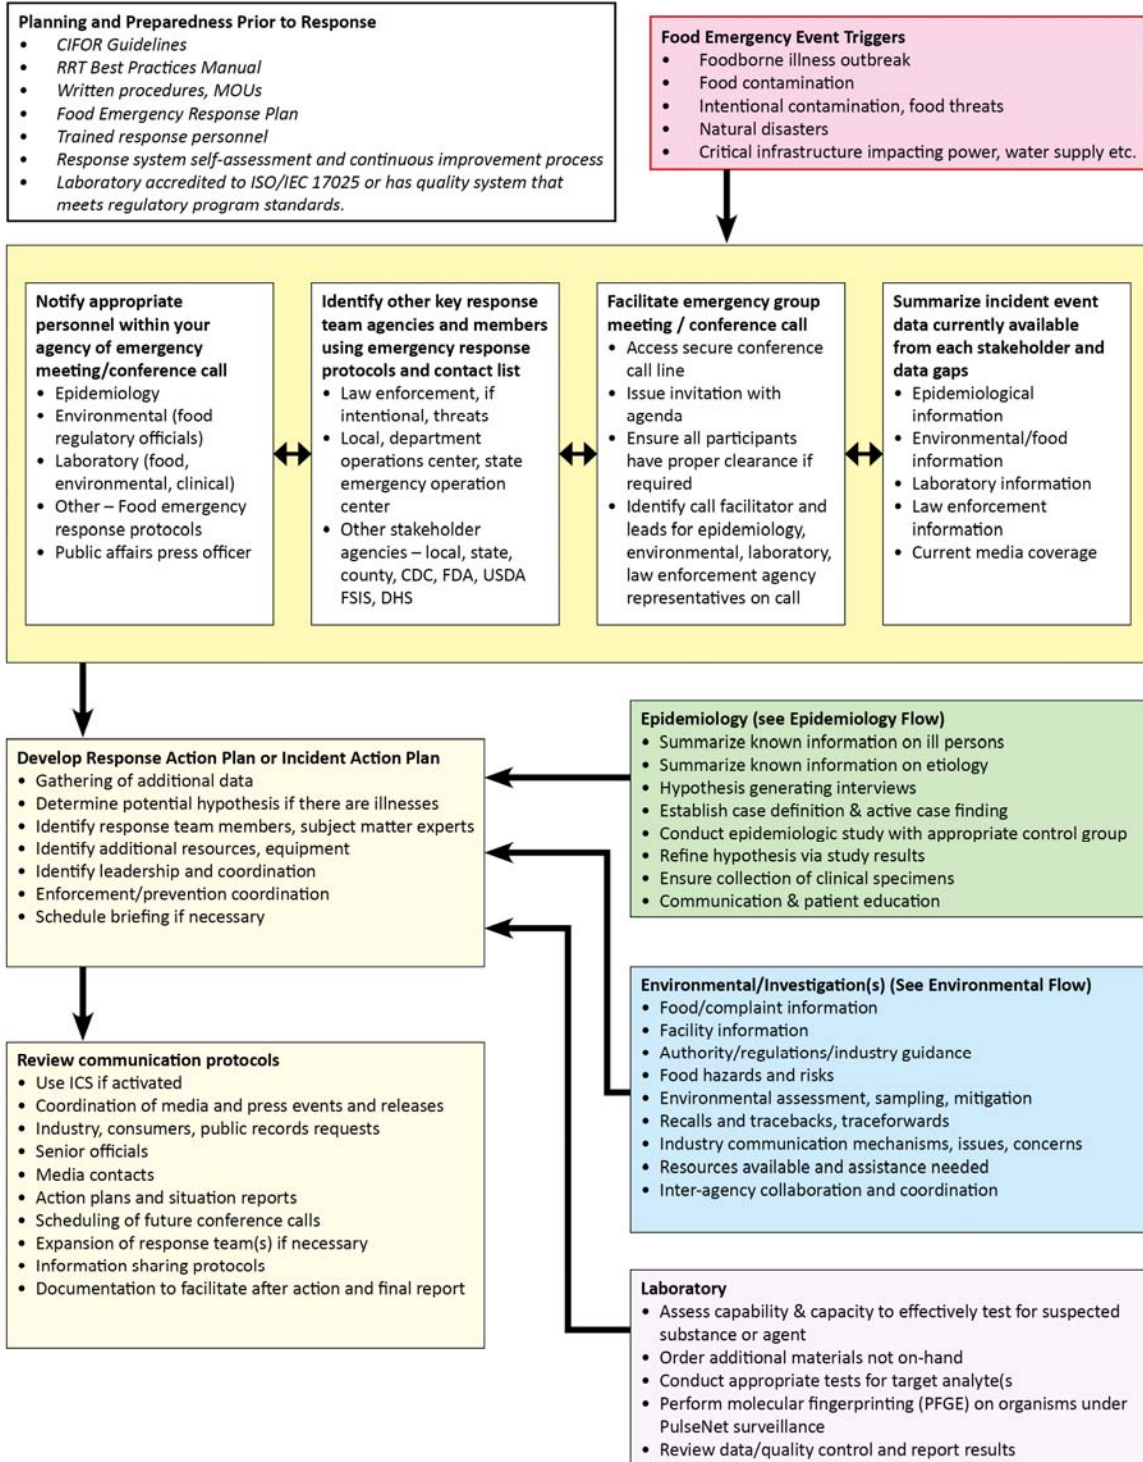 Planning and Preparedness Prior to Response
• CIFOR Guidelines
• RRT Best Practices Manual
• Written procedures, MOUs
• Food Emergency Response Plan
• Trained response personnel
• Response system self-assessment and continuous improvement process
• Laboratory accredited to ISO/IEC 17025 or has quality system that
meets regulatory program standards.
Food Emergency Event Triggers
• Foodborne illness outbreak
• Food contamination
• Intentional contamination, food threats
• Natural disasters
• Critical infrastructure impacting power, water supply etc.
Notify appropriate
personnel within your
agency of emergency
meeting/conference call
• Epidemiology
• Environmental (food
regulatory officials)
• Laboratory (food,
environmental, clinical)
• Other – Food emergency
response protocols
• Public affairs press officer
Identify other key response
team agencies and members
using emergency response
protocols and contact list
• Law enforcement, if
intentional, threats
• Local, department
operations center, state
emergency operation
center
• Other stakeholder
agencies – local, state,
county, CDC, FDA, USDA
FSIS, DHS
Facilitate emergency group
meeting / conference call
• Access secure conference
call line
• Issue invitation with
agenda
• Ensure all participants
have proper clearance if
required
• Identify call facilitator and
leads for epidemiology,
environmental, laboratory,
law enforcement agency
representatives on call
Summarize incident event
data currently available
from each stakeholder and
data gaps
• Epidemiological
information
• Environmental/food
information
• Laboratory information
• Law enforcement
information
• Current media coverage
Develop Response Action Plan or Incident Action Plan
• Gathering of additional data
• Determine potential hypothesis if there are illnesses
• Identify response team members, subject matter experts
• Identify additional resources, equipment
• Identify leadership and coordination
• Enforcement/prevention coordination
• Schedule briefing if necessary
Review communication protocols
• Use ICS if activated
• Coordination of media and press events and releases
• Industry, consumers, public records requests
• Senior officials
• Media contacts
• Action plans and situation reports
• Scheduling of future conference calls
• Expansion of response team(s) if necessary
• Information sharing protocols
• Documentation to facilitate after action and final report
Epidemiology (see Epidemiology Flow)
• Summarize known information on ill persons
• Summarize known information on etiology
• Hypothesis generating interviews
• Establish case definition & active case finding
• Conduct epidemiologic study with appropriate control group
• Refine hypothesis via study results
• Ensure collection of clinical specimens
• Communication & patient education
Environmental/Investigation(s) (See Environmental Flow)
• Food/complaint information
• Facility information
• Authority/regulations/industry guidance
• Food hazards and risks
• Environmental assessment, sampling, mitigation
• Recalls and tracebacks, traceforwards
• Industry communication mechanisms, issues, concerns
• Resources available and assistance needed
• Inter-agency collaboration and coordination
Laboratory
• Assess capability & capacity to effectively test for suspected
substance or agent
• Order additional materials not on-hand
• Conduct appropriate tests for target analyte(s
• Perform molecular fingerprinting (PFGE) on organisms under
PulseNet surveillance
• Review data/quality control and report results